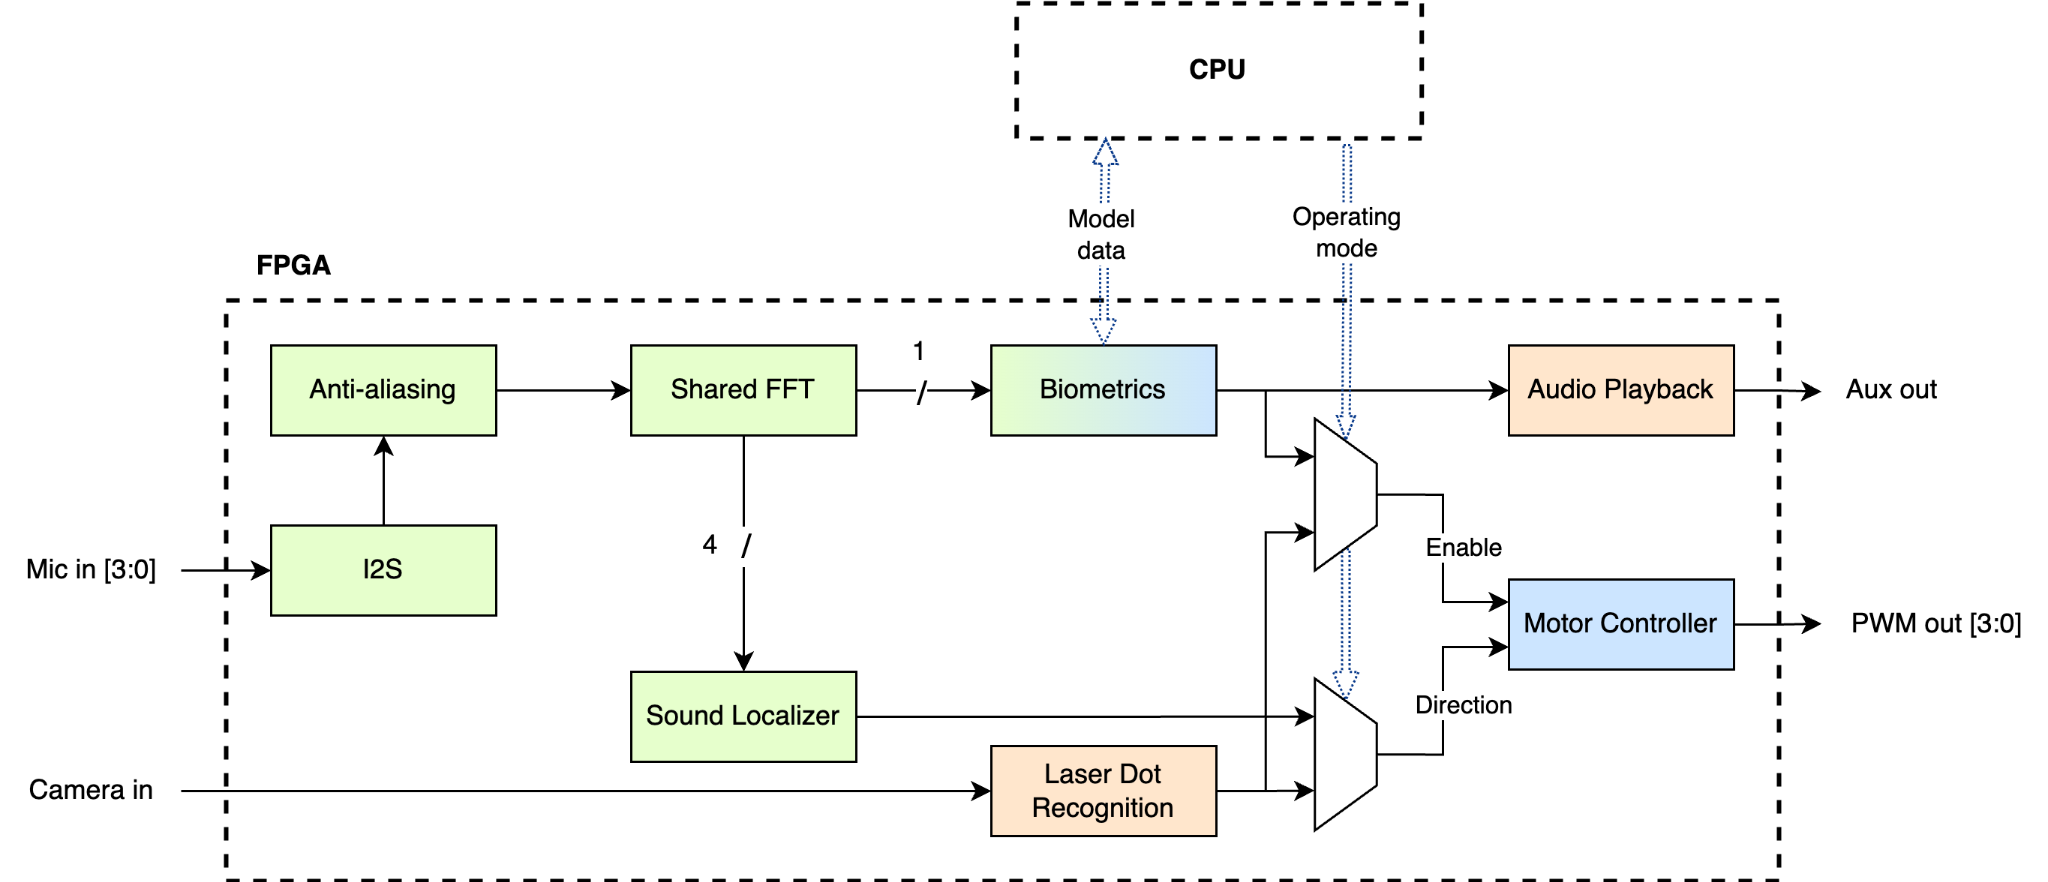 CPU
Model
data
Operating
mode
FPGA
1
Anti-aliasing
Shared FFT
Biometrics
Audio Playback
Aux out
4
Enable
Mic in [3:0]
I2S
Motor Controller
PWM out [3:0]
Sound Localizer
Direction
Camera in
Laser Dot
Recognition